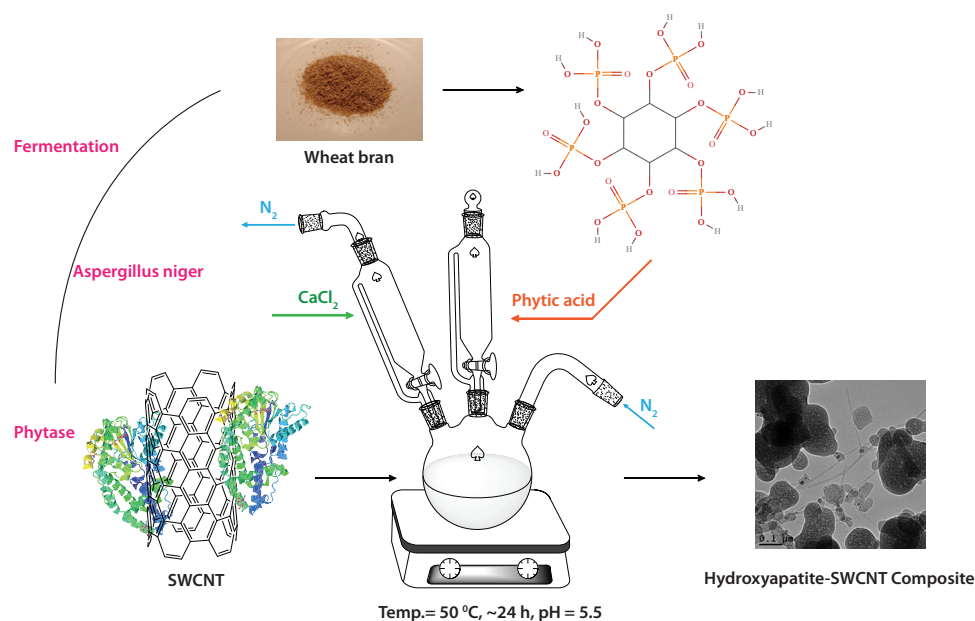 Wheat bran
Fermentation
N₂
Aspergillus niger
CaCl₂
Phytic acid
N₂
Phytase
SWCNT
0.1 µm
Hydroxyapatite-SWCNT Composite
Temp.= 50 ⁰C, ~24 h, pH = 5.5
H
H
H
H
O
O
O
O
H
O
P
O
P
O
H
O
O
O
O
H
O
P
O
O
P
O
H
H
O
O
O
O
H
O
O
P
O
P
O
H
O
O
O
O
H
H
H